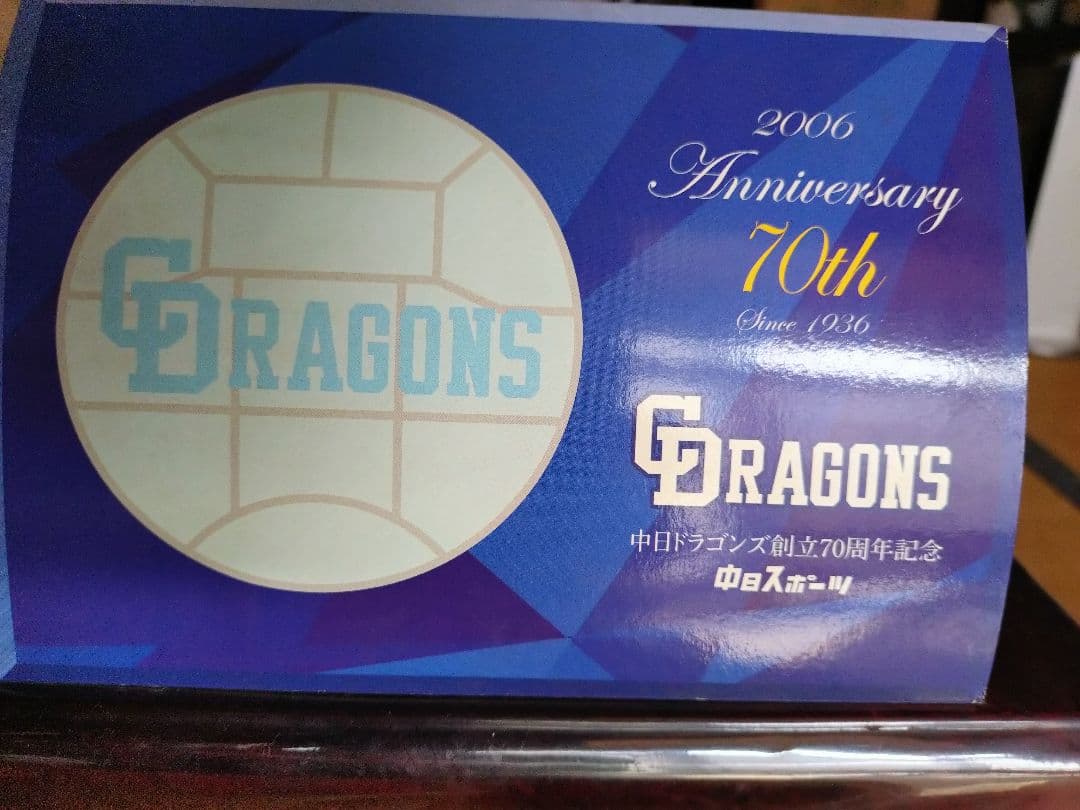 CDRAGONS
2006
Anniversary
70th
Since 1936
CDRAGONS
中日ドラゴンズ創立70周年記念
中日スポーツ